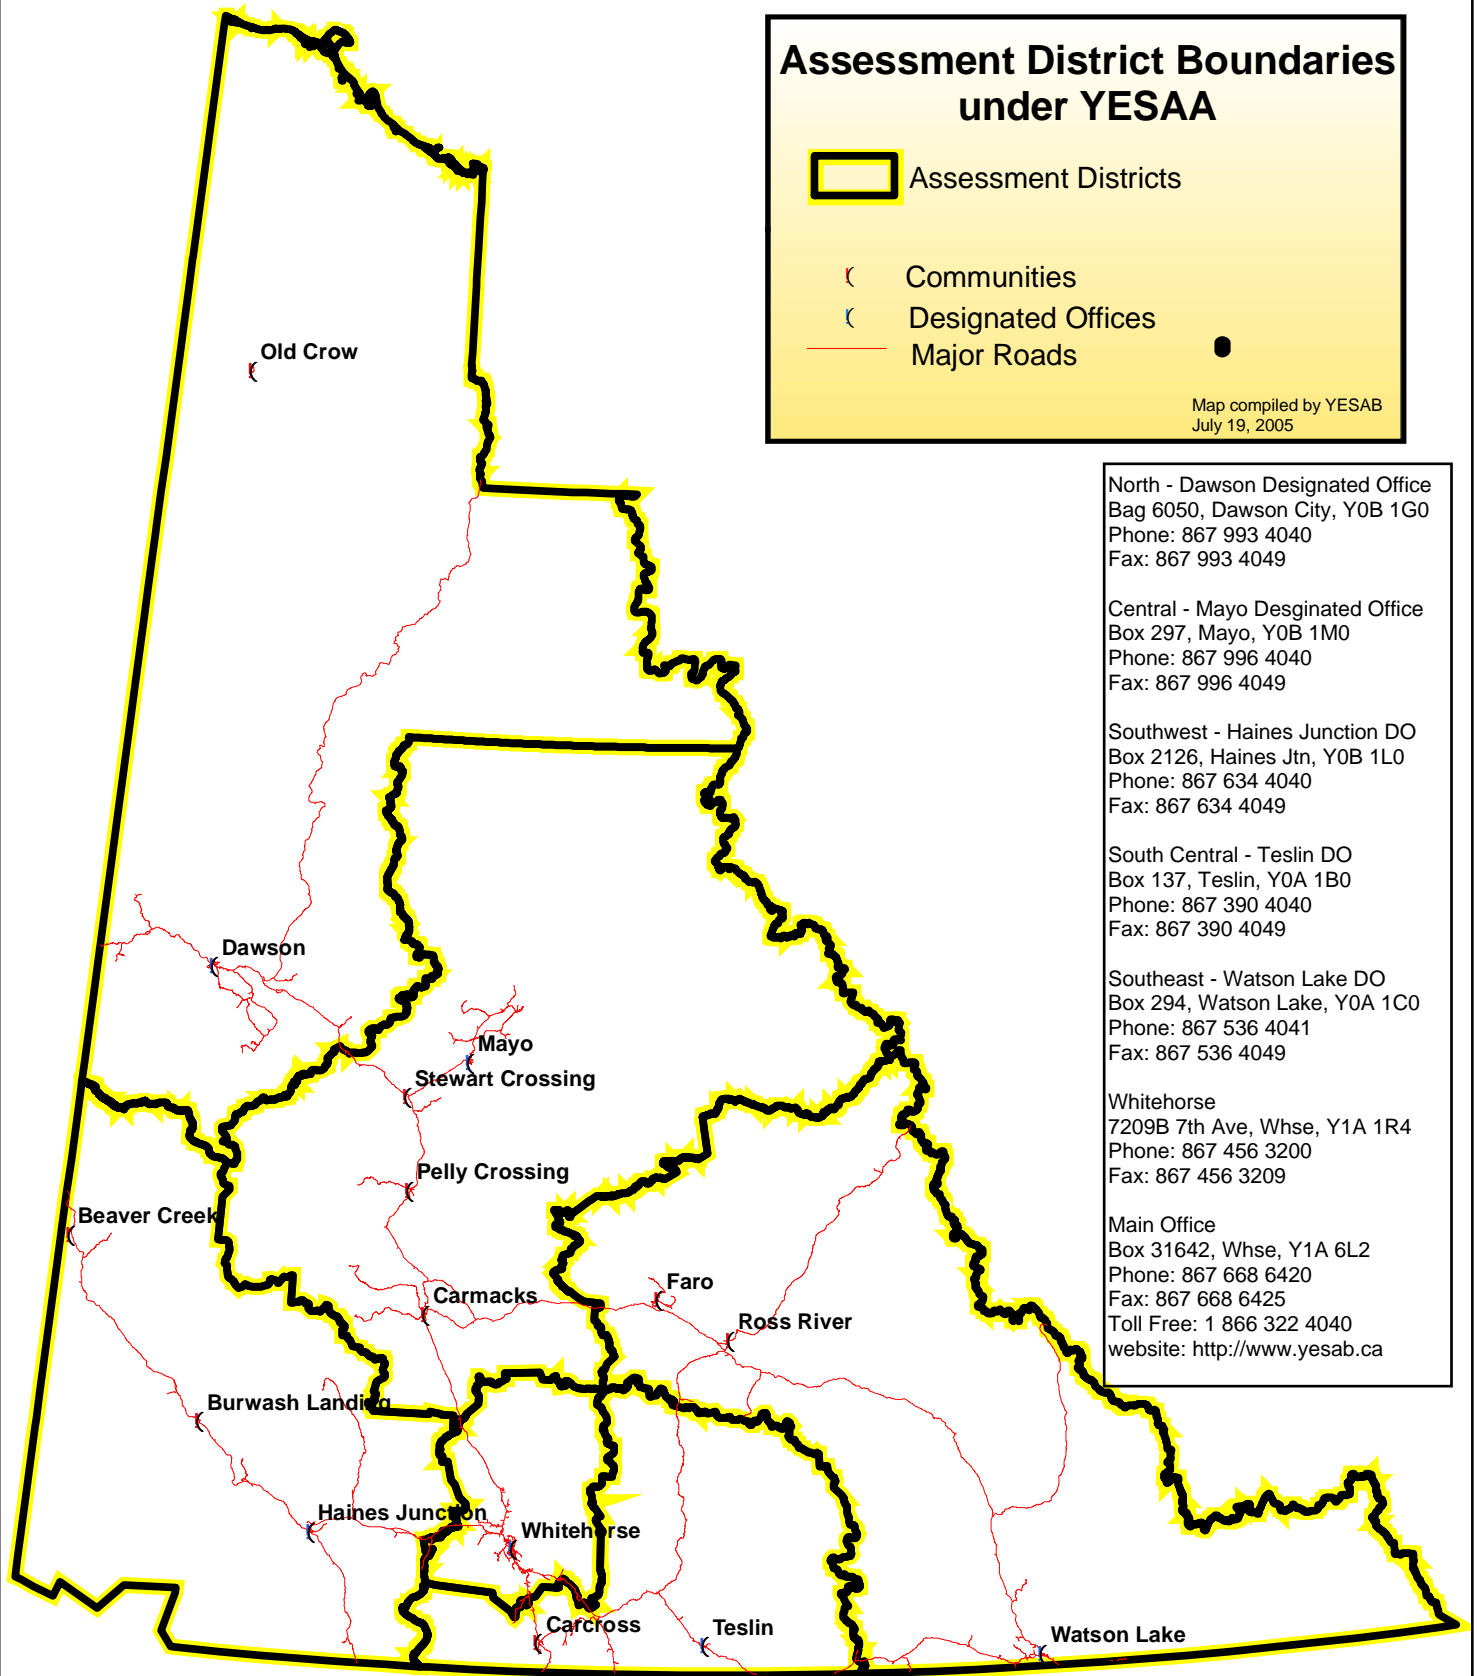 Assessment District Boundaries
under YESAA
Assessment Districts
Communities
Designated Offices
Major Roads
Map compiled by YESAB
July 19, 2005
North - Dawson Designated Office
Bag 6050, Dawson City, Y0B 1G0
Phone: 867 993 4040
Fax: 867 993 4049
Central - Mayo Desginated Office
Box 297, Mayo, Y0B 1M0
Phone: 867 996 4040
Fax: 867 996 4049
Southwest - Haines Junction DO
Box 2126, Haines Jtn, Y0B 1L0
Phone: 867 634 4040
Fax: 867 634 4049
South Central - Teslin DO
Box 137, Teslin, Y0A 1B0
Phone: 867 390 4040
Fax: 867 390 4049
Southeast - Watson Lake DO
Box 294, Watson Lake, Y0A 1C0
Phone: 867 536 4041
Fax: 867 536 4049
Whitehorse
7209B 7th Ave, Whse, Y1A 1R4
Phone: 867 456 3200
Fax: 867 456 3209
Main Office
Box 31642, Whse, Y1A 6L2
Phone: 867 668 6420
Fax: 867 668 6425
Toll Free: 1 866 322 4040
website: http://www.yesab.ca
Old Crow
Dawson
Mayo
Stewart Crossing
Pelly Crossing
Beaver Creek
Faro
Carmacks
Ross River
Burwash Landing
Haines Junction
Whitehorse
Carcross
Teslin
Watson Lake